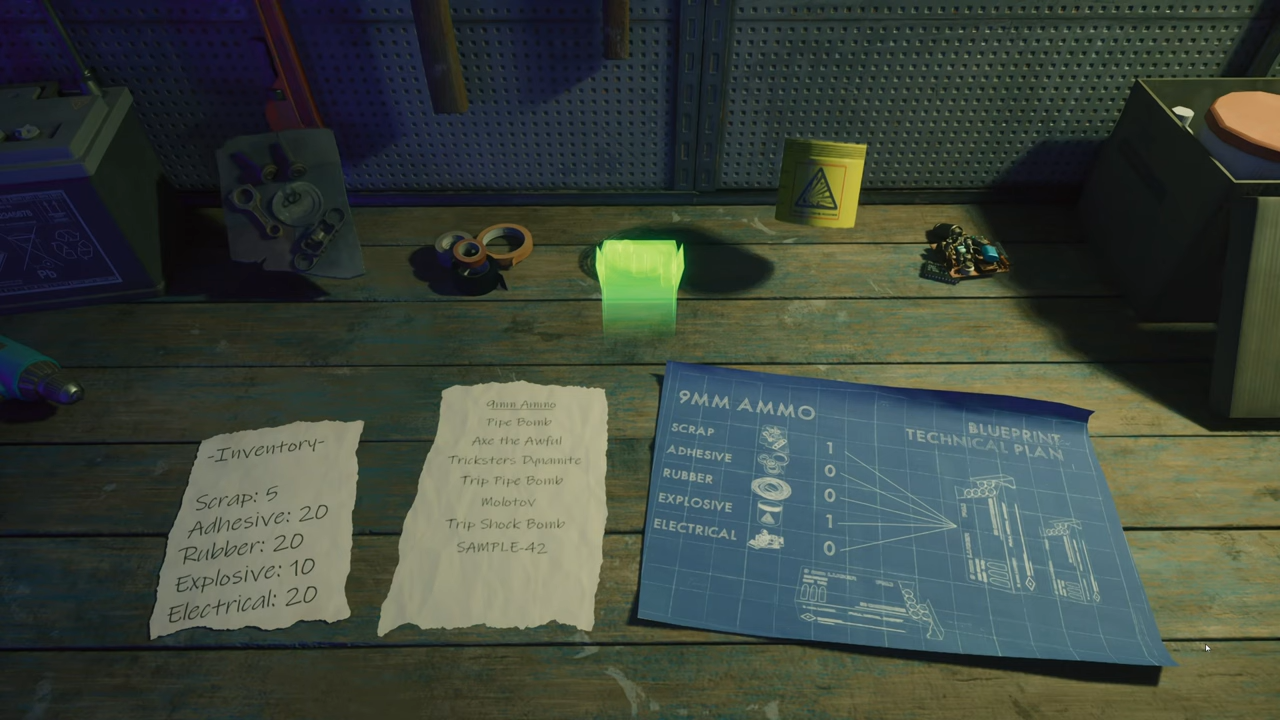 -Inventory-
Scrap: 5
Adhesive: 20
Rubber: 20
Explosive: 10
Electrical: 20
9mm Ammo
Pipe Bomb
Axe the Awful
Tricksters Dynamite
Trip Pipe Bomb
Molotov
Trip Shock Bomb
SAMPLE-42
9MM AMMO
BLUEPRINT
TECHNICAL PLAN
SCRAP 1
ADHESIVE 0
RUBBER 0
EXPLOSIVE 1
ELECTRICAL 0
Pb